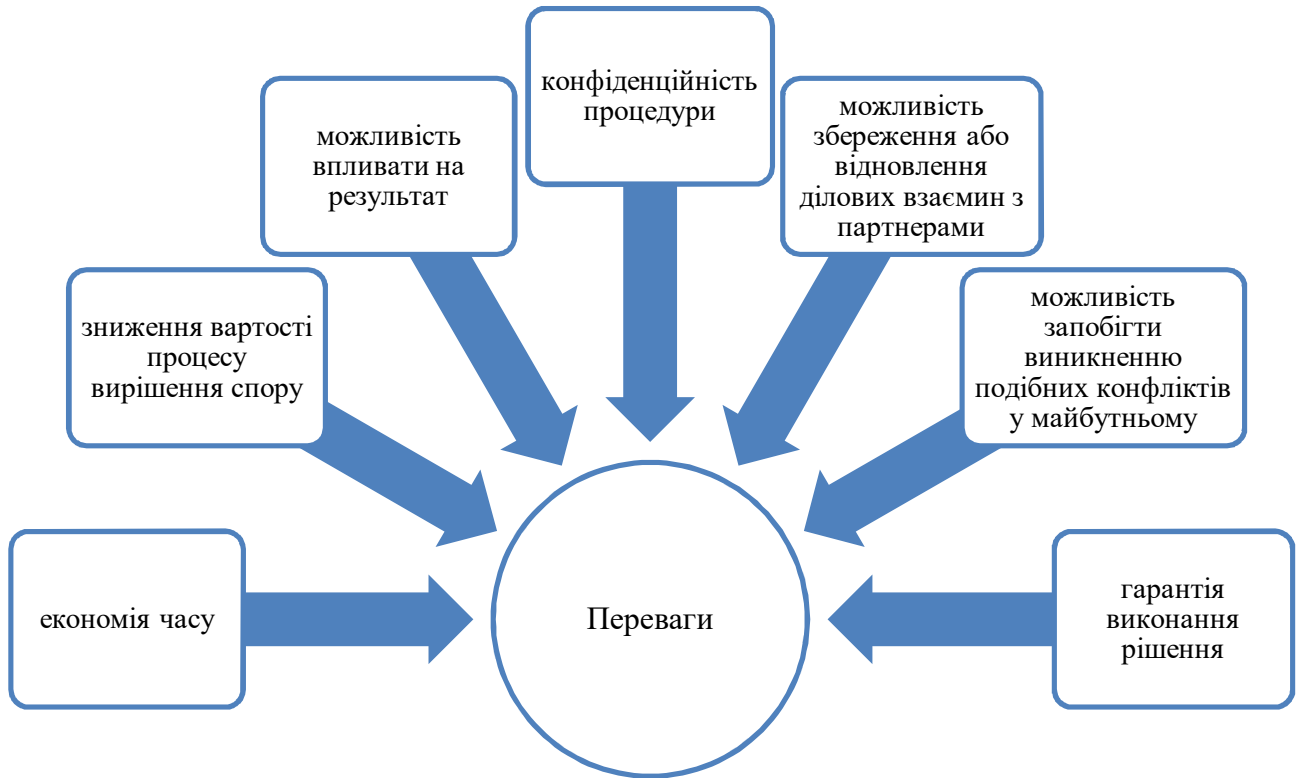 економія часу
зниження вартості
процесу
вирішення спору
можливість
впливати на
результат
конфіденційність
процедури
можливість
збереження або
відновлення
ділових взаємин з
партнерами
можливість
запобігти
виникненню
подібних конфліктів
у майбутньому
гарантія
виконання
рішення
Переваги